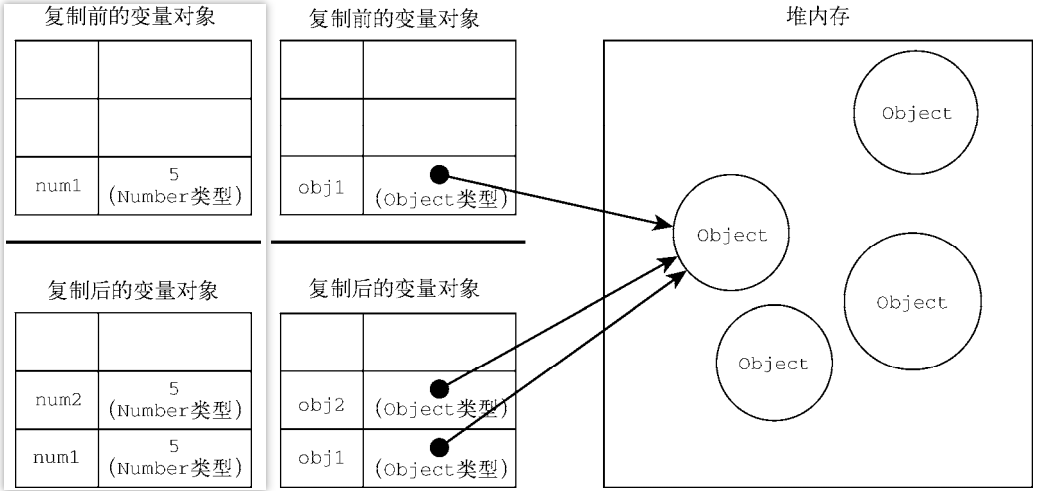 复制前的变量对象
num1
5
(Number类型)
复制后的变量对象
num2
5
(Number类型)
num1
5
(Number类型)
复制前的变量对象
obj1
(Object类型)
复制后的变量对象
obj2
(Object类型)
obj1
(Object类型)
堆内存
Object
Object
Object
Object